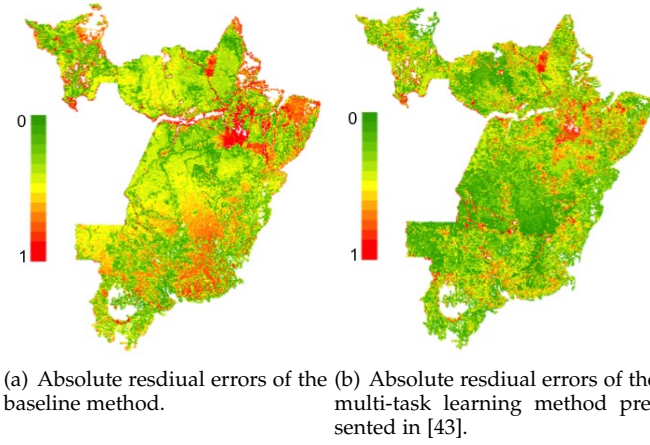 0
1
0
1
(a) Absolute resdiual errors of the
baseline method.
(b) Absolute resdiual errors of the
multi-task learning method pre-
sented in [43].